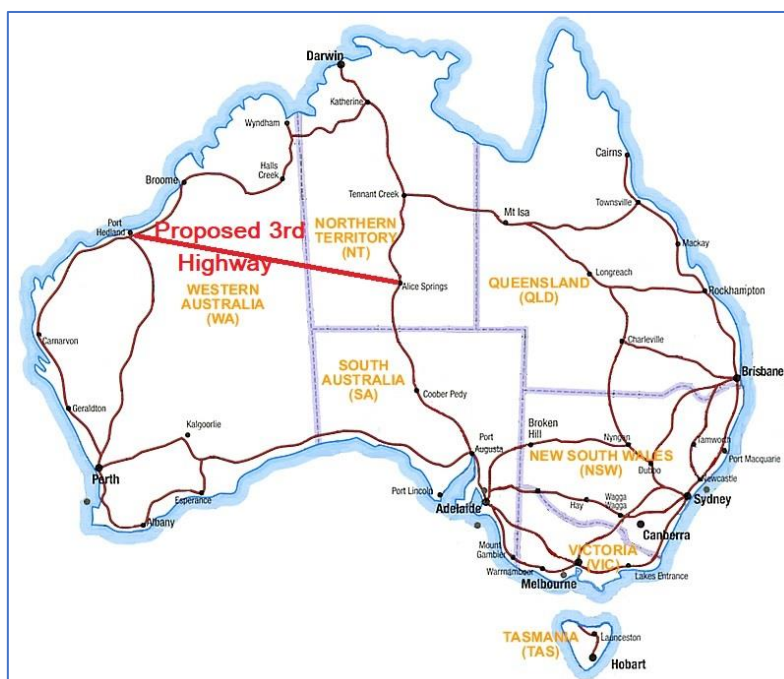 Darwin
Katherine
Wyndham
Halls
Creek
Broome
Cairns
Tennant Creek
Mt Isa
Townsville
Port
Hedland
Proposed 3rd
Highway
NORTHERN
TERRITORY
(NT)
Mackay
Longreach
QUEENSLAND
(QLD)
Alice Springs
Rockhampton
WESTERN
AUSTRALIA
(WA)
Carnarvon
Charleville
SOUTH
AUSTRALIA
(SA)
Coober Pedy
Brisbane
Geraldton
Kalgoorlie
Broken
Hill
Port
Augusta
Nyngan
Tamworth
NEW SOUTH WALES
(NSW)
Port Macquarie
Dubbo
Newcastle
Perth
Esperance
Port Lincoln
Adelaide
Hay
Wagga
Wagga
Sydney
Albany
Canberra
Mount
Gambier
VICTORIA
(VIC)
Warrnambool
Melbourne
Lakes Entrance
TASMANIA
(TAS)
Launceston
Hobart